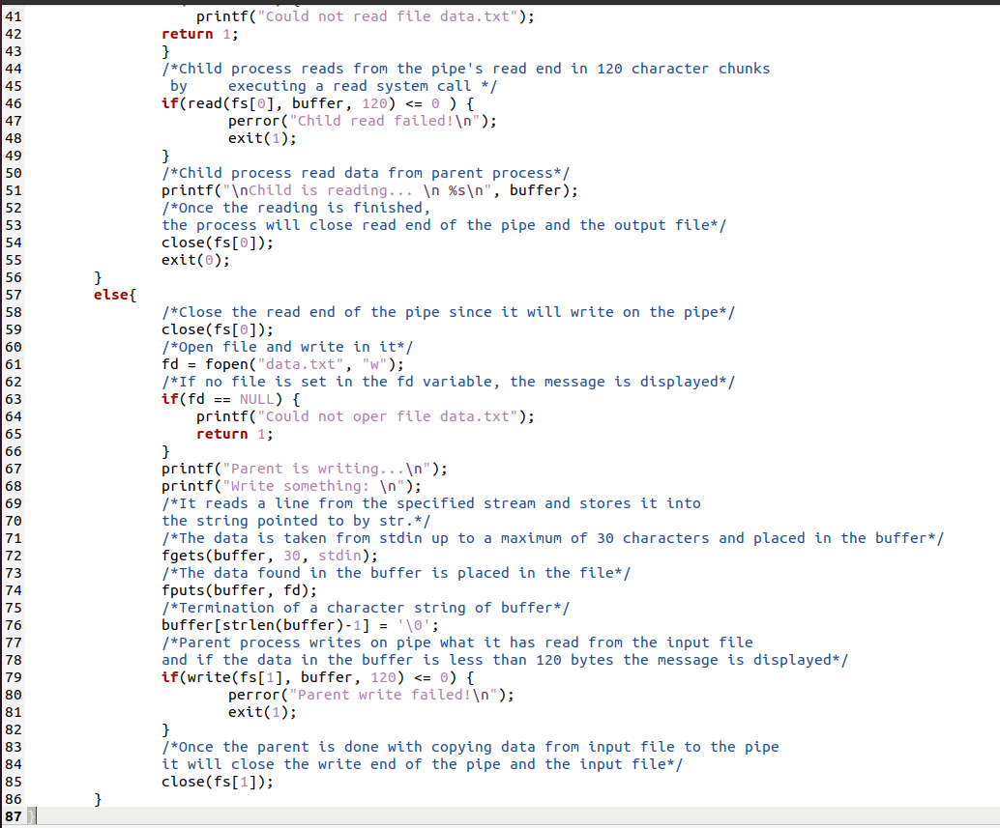 41 printf("Could not read file data.txt");
42 return 1;
43 }
44 /*Child process reads from the pipe's read end in 120 character chunks
45 by     executing a read system call */
46 if(read(fs[0], buffer, 120) <= 0 ) {
47 perror("Child read failed!\n");
48 exit(1);
49 }
50 /*Child process read data from parent process*/
51 printf("\nChild is reading... \n %s\n", buffer);
52 /*Once the reading is finished,
53 the process will close read end of the pipe and the output file*/
54 close(fs[0]);
55 exit(0);
56 }
57 else{
58 /*Close the read end of the pipe since it will write on the pipe*/
59 close(fs[0]);
60 /*Open file and write in it*/
61 fd = fopen("data.txt", "w");
62 /*If no file is set in the fd variable, the message is displayed*/
63 if(fd == NULL) {
64 printf("Could not oper file data.txt");
65 return 1;
66 }
67 printf("Parent is writing...\n");
68 printf("Write something: \n");
69 /*It reads a line from the specified stream and stores it into
70 the string pointed to by str.*/
71 /*The data is taken from stdin up to a maximum of 30 characters and placed in the buffer*/
72 fgets(buffer, 30, stdin);
73 /*The data found in the buffer is placed in the file*/
74 fputs(buffer, fd);
75 /*Termination of a character string of buffer*/
76 buffer[strlen(buffer)-1] = '\0';
77 /*Parent process writes on pipe what it has read from the input file
78 and if the data in the buffer is less than 120 bytes the message is displayed*/
79 if(write(fs[1], buffer, 120) <= 0) {
80 perror("Parent write failed!\n");
81 exit(1);
82 }
83 /*Once the parent is done with copying data from input file to the pipe
84 it will close the write end of the pipe and the input file*/
85 close(fs[1]);
86 }
87 }